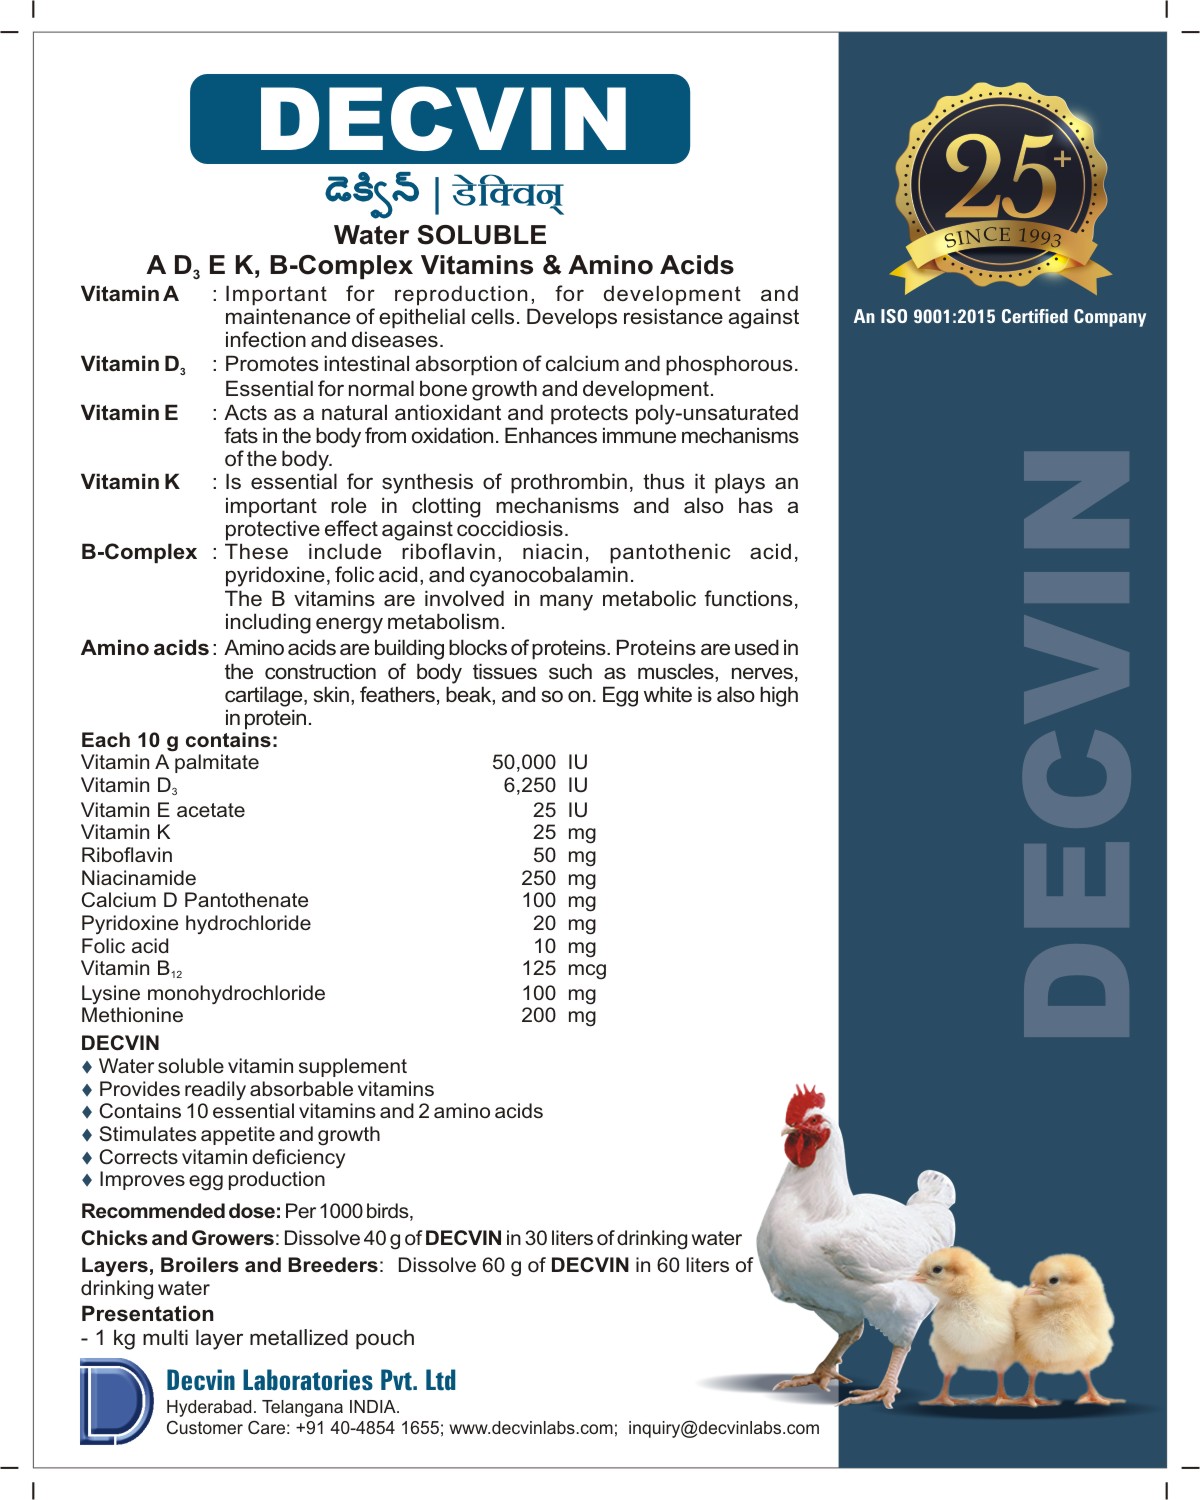 DECVIN
డెక్విన్ | डेक्विन्
Water SOLUBLE
A D3 E K, B-Complex Vitamins & Amino Acids
Vitamin A : Important for reproduction, for development and
maintenance of epithelial cells. Develops resistance against
infection and diseases.
Vitamin D3 : Promotes intestinal absorption of calcium and phosphorous.
Essential for normal bone growth and development.
Vitamin E : Acts as a natural antioxidant and protects poly-unsaturated
fats in the body from oxidation. Enhances immune mechanisms
of the body.
Vitamin K : Is essential for synthesis of prothrombin, thus it plays an
important role in clotting mechanisms and also has a
protective effect against coccidiosis.
B-Complex : These include riboflavin, niacin, pantothenic acid,
pyridoxine, folic acid, and cyanocobalamin.
The B vitamins are involved in many metabolic functions,
including energy metabolism.
Amino acids : Amino acids are building blocks of proteins. Proteins are used in
the construction of body tissues such as muscles, nerves,
cartilage, skin, feathers, beak, and so on. Egg white is also high
in protein.
Each 10 g contains:
Vitamin A palmitate 50,000 IU
Vitamin D3 6,250 IU
Vitamin E acetate 25 IU
Vitamin K 25 mg
Riboflavin 50 mg
Niacinamide 250 mg
Calcium D Pantothenate 100 mg
Pyridoxine hydrochloride 20 mg
Folic acid 10 mg
Vitamin B12 125 mcg
Lysine monohydrochloride 100 mg
Methionine 200 mg
DECVIN
♦ Water soluble vitamin supplement
♦ Provides readily absorbable vitamins
♦ Contains 10 essential vitamins and 2 amino acids
♦ Stimulates appetite and growth
♦ Corrects vitamin deficiency
♦ Improves egg production
Recommended dose: Per 1000 birds,
Chicks and Growers: Dissolve 40 g of DECVIN in 30 liters of drinking water
Layers, Broilers and Breeders: Dissolve 60 g of DECVIN in 60 liters of
drinking water
Presentation
- 1 kg multi layer metallized pouch
Decvin Laboratories Pvt. Ltd
Hyderabad. Telangana INDIA.
Customer Care: +91 40-4854 1655; www.decvinlabs.com; inquiry@decvinlabs.com
25+
SINCE 1993
An ISO 9001:2015 Certified Company
DECVIN